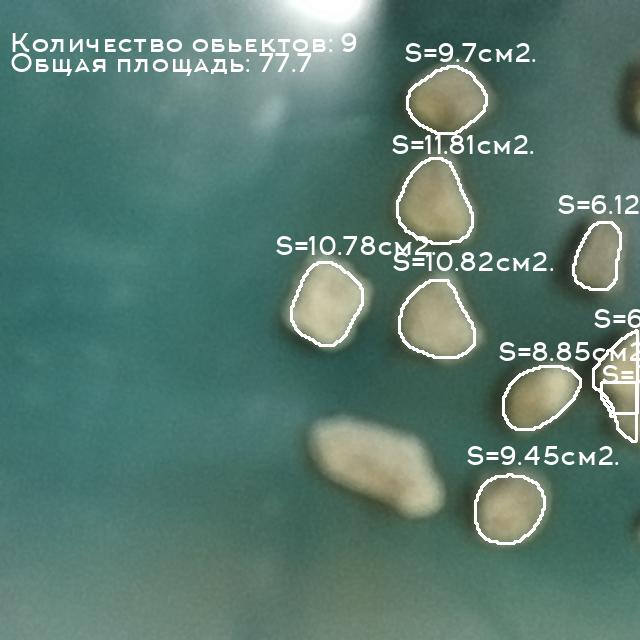 Количество обьектов: 9
Общая площадь: 77.7
S=9.7см2.
S=11.81см2.
S=6.12
S=10.78см2
S=10.82см2.
S=6
S=8.85см2
S=
S=9.45см2.